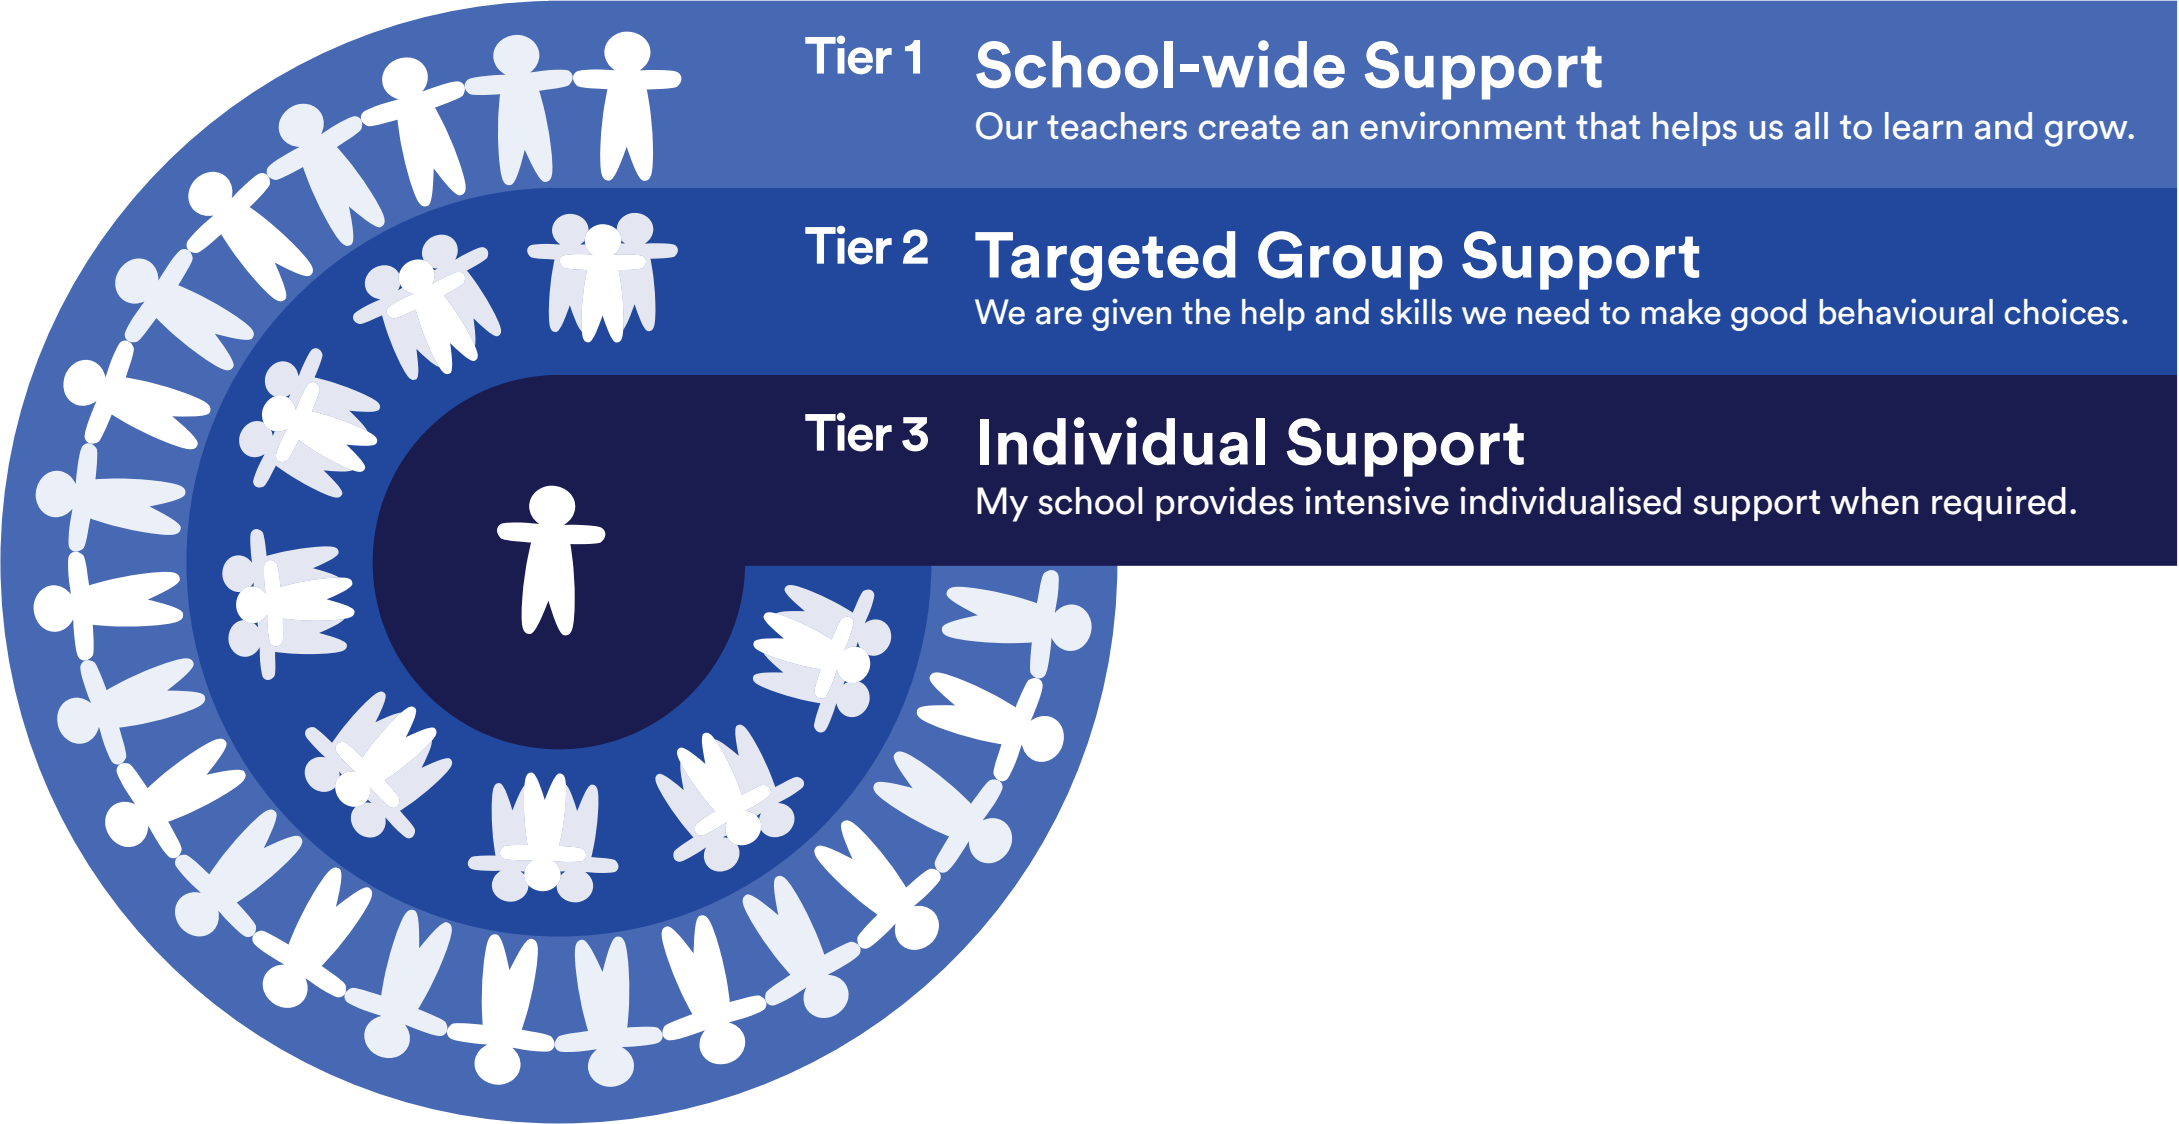 Tier 1 School-wide Support
Our teachers create an environment that helps us all to learn and grow.
Tier 2 Targeted Group Support
We are given the help and skills we need to make good behavioural choices.
Tier 3 Individual Support
My school provides intensive individualised support when required.